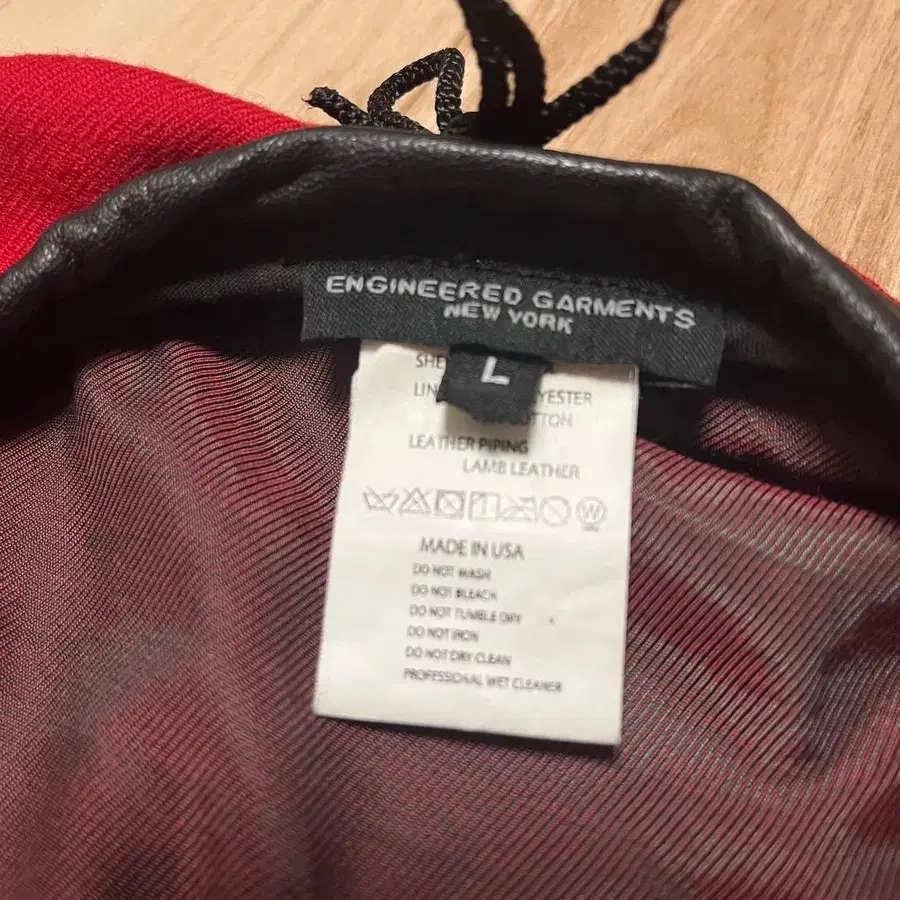 ENGINEERED GARMENTS
NEW YORK
L
LEATHER PIPING
LAMB LEATHER
W
MADE IN USA
DO NOT WASH
DO NOT BLEACH
DO NOT TUMBLE DRY
DO NOT IRON
DO NOT DRY CLEAN
PROFESSIONAL WET CLEANER